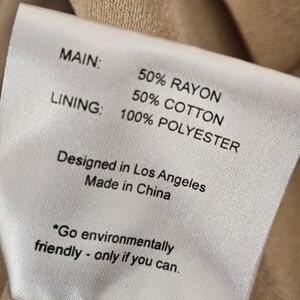 MAIN: 50% RAYON
50% COTTON
LINING: 100% POLYESTER
Designed in Los Angeles
Made in China
*Go environmentally
friendly - only if you can.